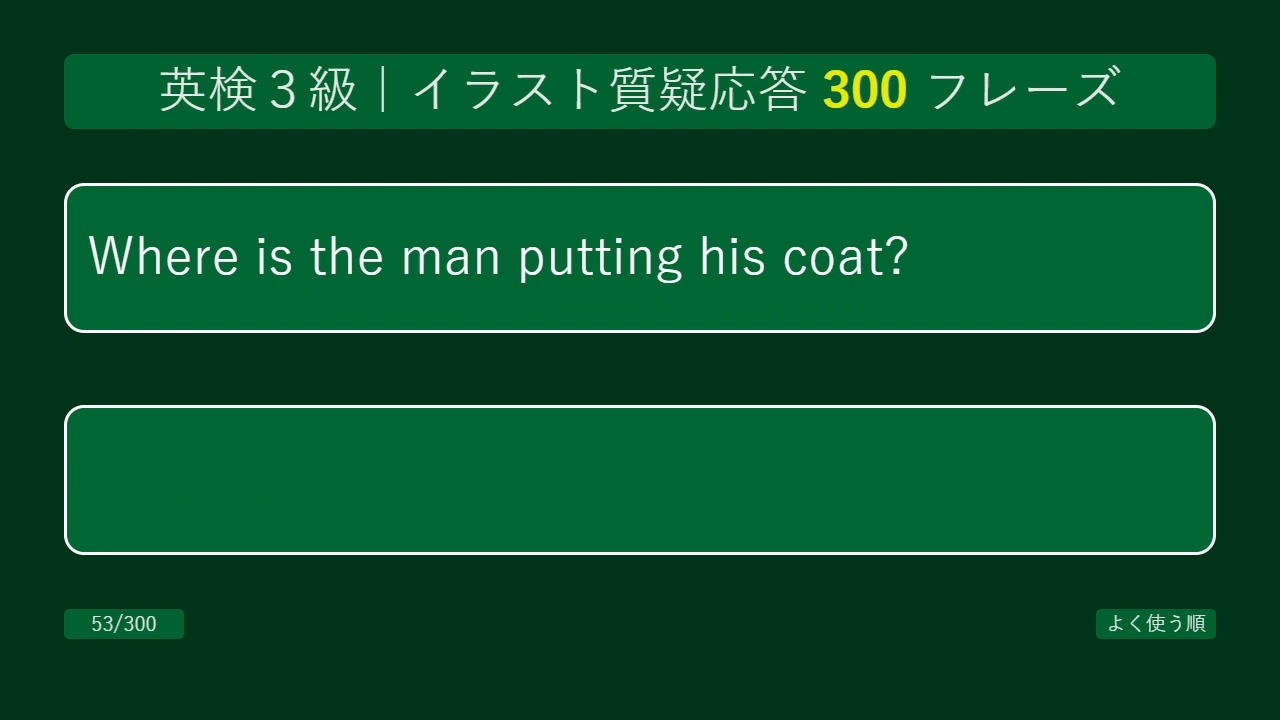 英検３級｜イラスト質疑応答 300 フレーズ
Where is the man putting his coat?
53/300
よく使う順